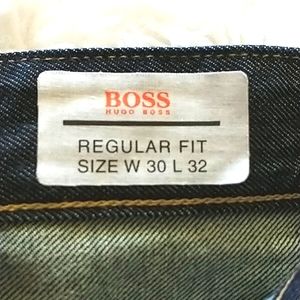 BOSS
HUGO BOSS
REGULAR FIT
SIZE W 30 L 32